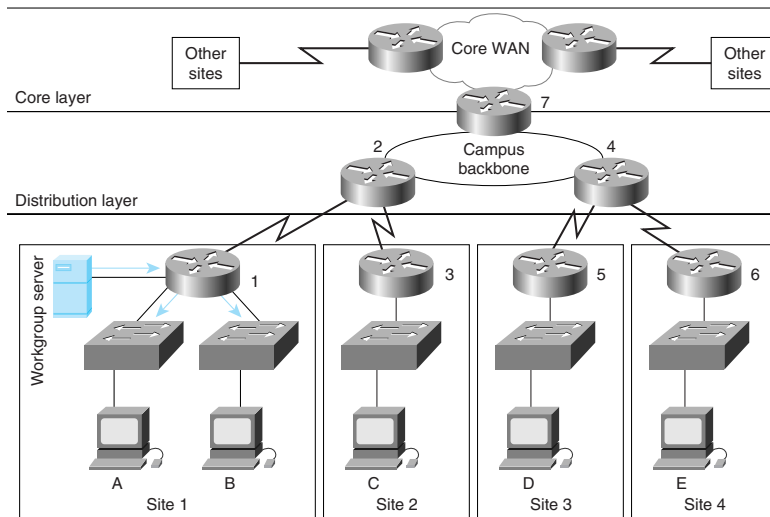 Other
sites
Core WAN
Other
sites
Core layer
7
2
Campus
backbone
4
Distribution layer
Workgroup server
1
3
5
6
A
B
C
D
E
Site 1
Site 2
Site 3
Site 4